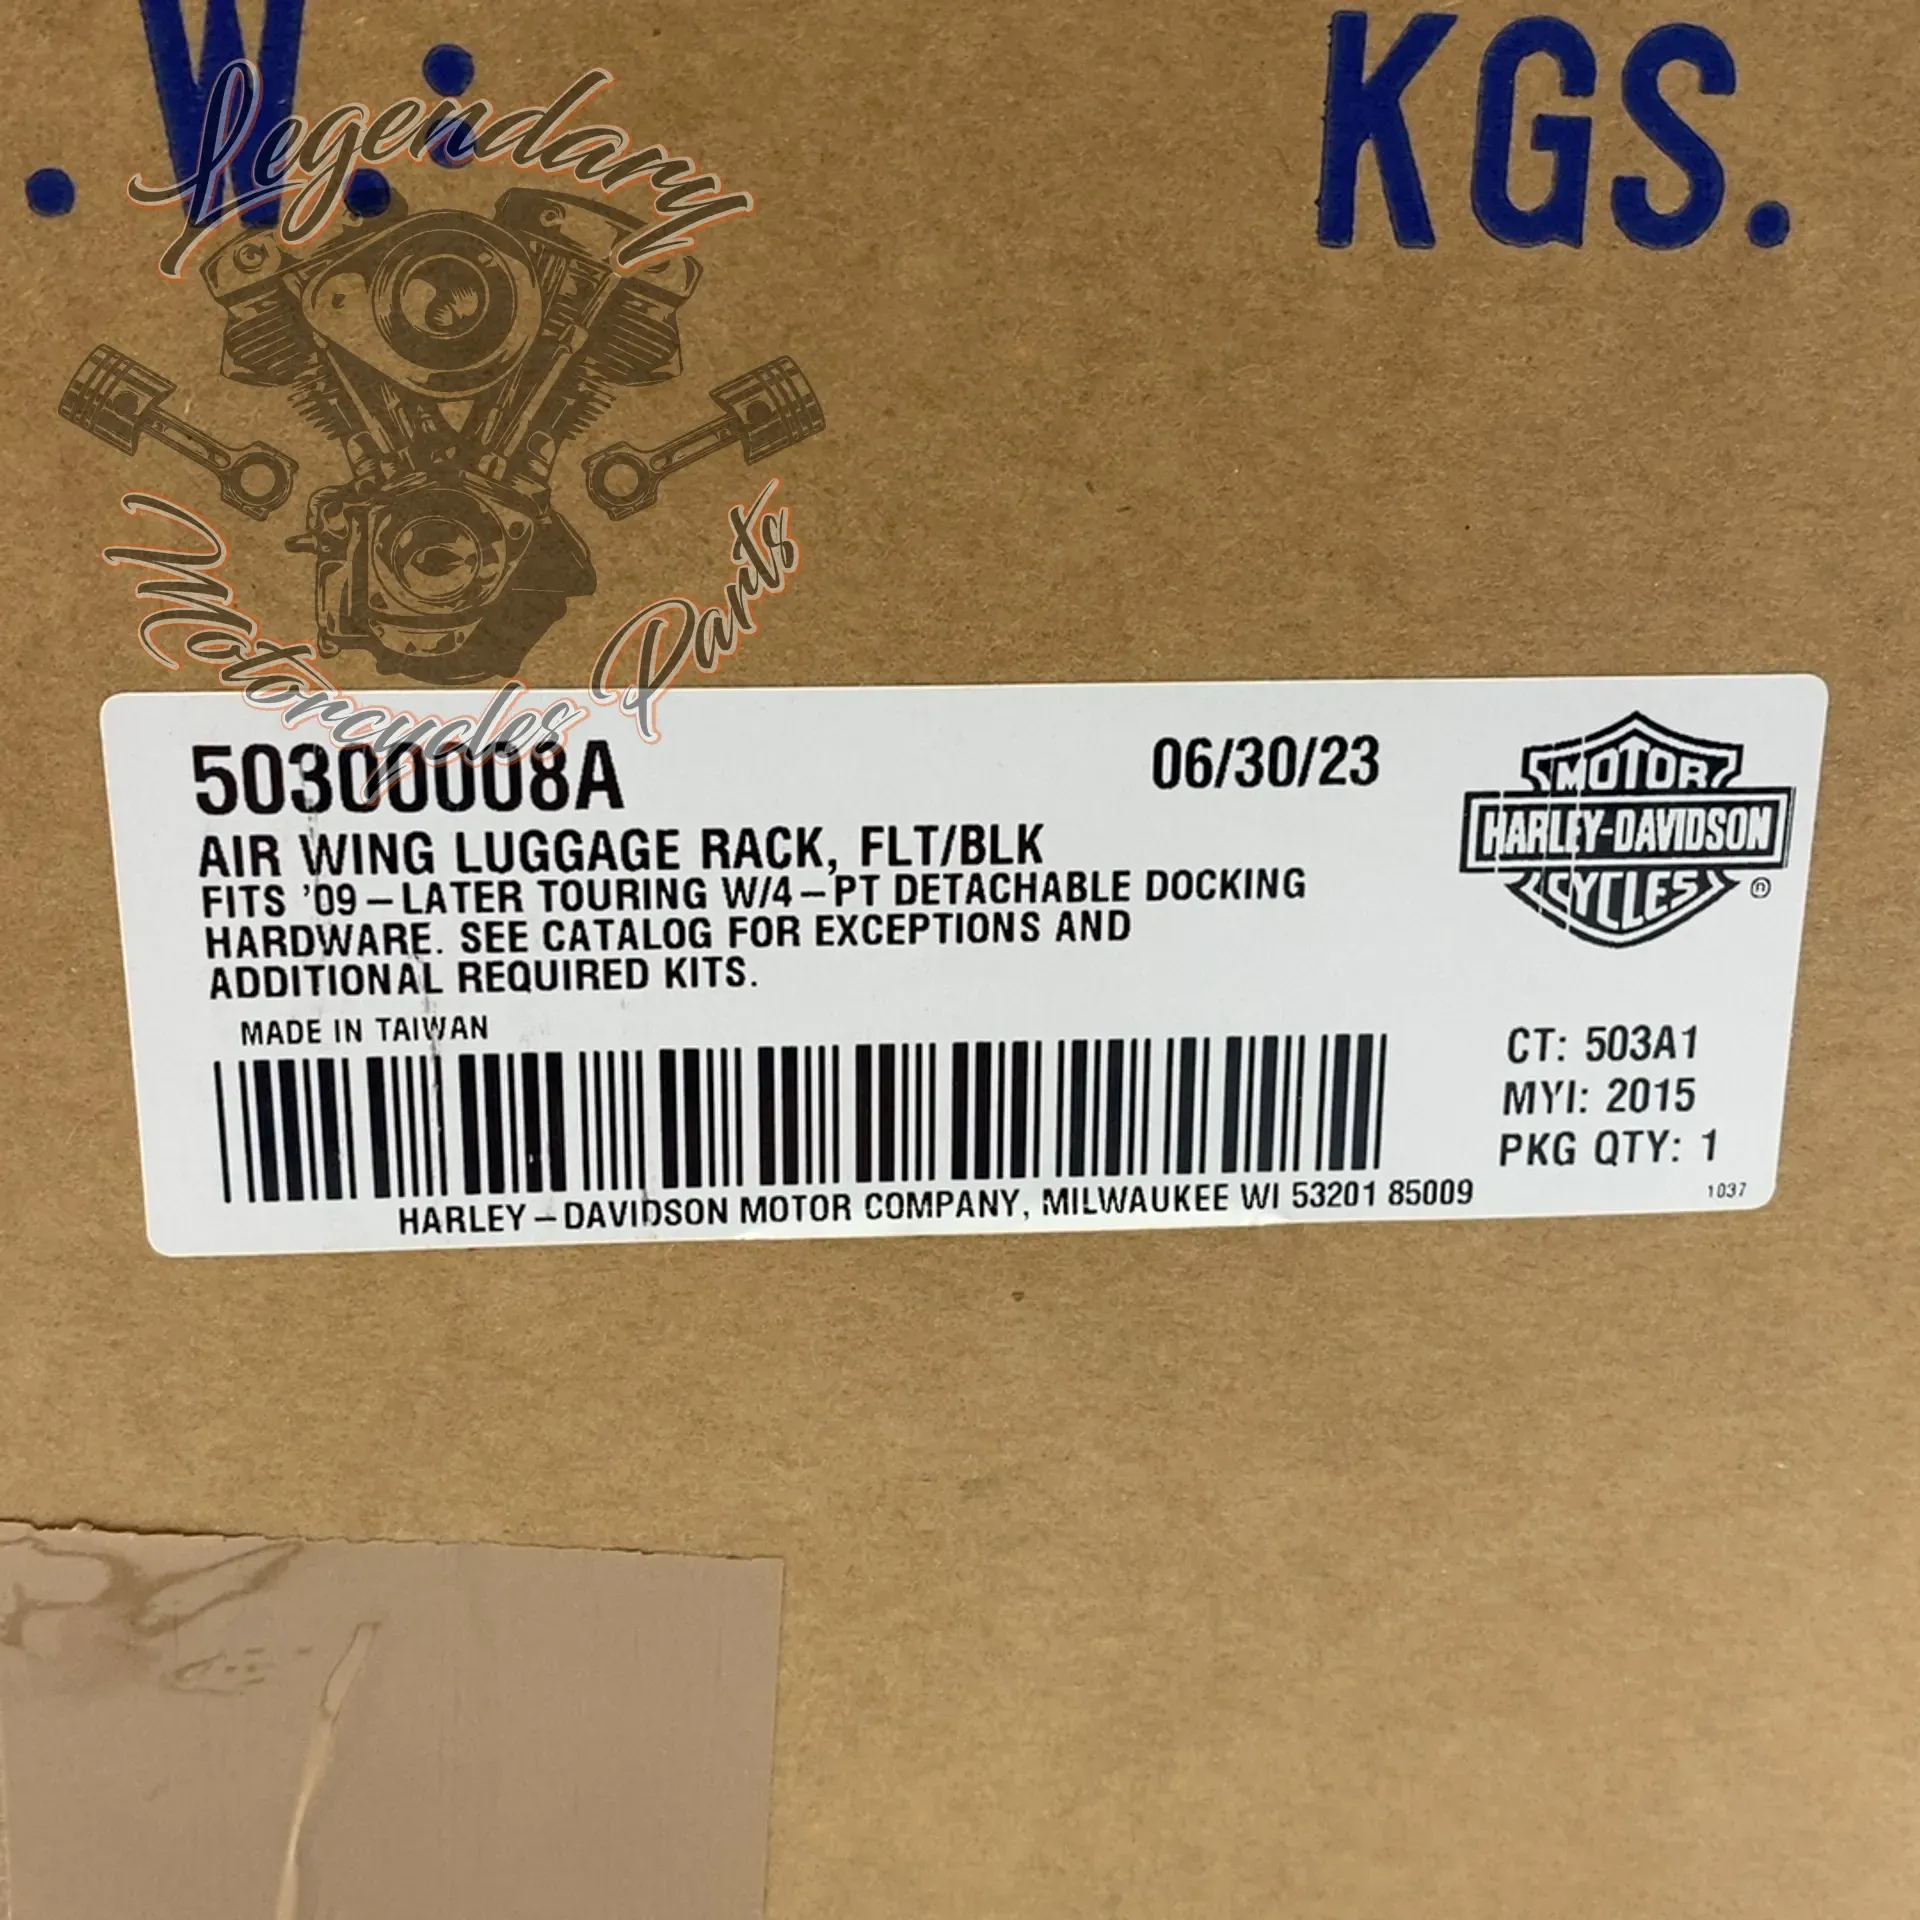 . W.:
KGS.
Legendary
Motorcycles Parts
50300008A
06/30/23
AIR WING LUGGAGE RACK, FLT/BLK
FITS '09–LATER TOURING W/4–PT DETACHABLE DOCKING
HARDWARE. SEE CATALOG FOR EXCEPTIONS AND
ADDITIONAL REQUIRED KITS.
MADE IN TAIWAN
MOTOR
HARLEY-DAVIDSON
CYCLES
®
CT: 503A1
MYI: 2015
PKG QTY: 1
HARLEY–DAVIDSON MOTOR COMPANY, MILWAUKEE WI 53201 85009
1037